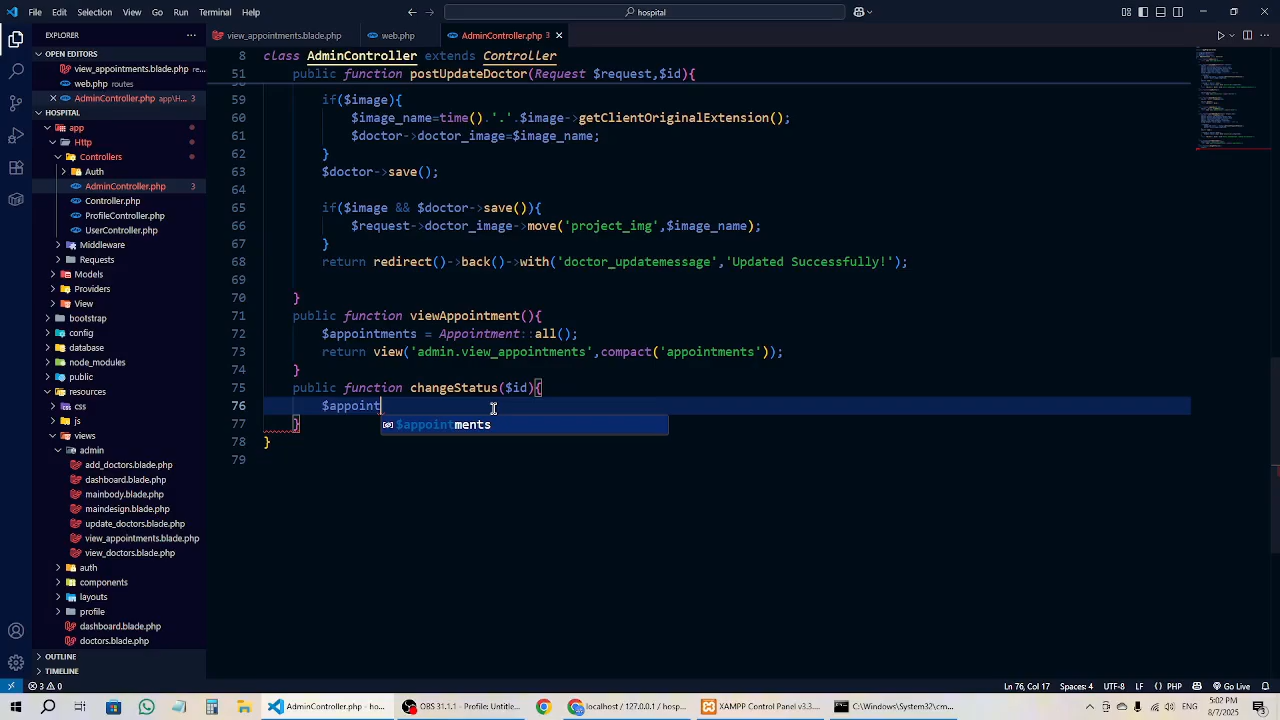 File Edit Selection View Go Run Terminal Help
hospital
EXPLORER
view_appointments.blade.php
web.php
AdminController.php 3
OPEN EDITORS
view_appointments.blade.php resour...
web.php routes
AdminController.php app\H... 3
HOSPITAL
app
Http
Controllers
Auth
AdminController.php 3
Controller.php
ProfileController.php
UserController.php
Middleware
Requests
Models
Providers
View
bootstrap
config
database
node_modules
public
resources
css
js
views
admin
add_doctors.blade.php
dashboard.blade.php
mainbody.blade.php
maindesign.blade.php
update_doctors.blade.php
view_appointments.blade.php
view_doctors.blade.php
auth
components
layouts
profile
dashboard.blade.php
doctors.blade.php
OUTLINE
TIMELINE
8 class AdminController extends Controller
51 public function postUpdateDoctor(Request $request,$id){
59 if($image){
60 $image_name=time().'.'.$image->getClientOriginalExtension();
61 $doctor->doctor_image=$image_name;
62 }
63 $doctor->save();
64
65 if($image && $doctor->save()){
66 $request->doctor_image->move('project_img',$image_name);
67 }
68 return redirect()->back()->with('doctor_updatemessage','Updated Successfully!');
69
70 }
71 public function viewAppointment(){
72 $appointments = Appointment::all();
73 return view('admin.view_appointments',compact('appointments'));
74 }
75 public function changeStatus($id){
76 $appoint
$appointments
77 }
78 }
79
3 0
Ln 76, Col 17 Spaces: 4 UTF-8 LF {} PHP Go Live
Search
AdminController.php - ho...
OBS 31.1.1 - Profile: Untitle...
localhost / 127.0.0.1 / hosp...
XAMPP Control Panel v3.3...
C:\Windows\System32\cm...
ENG
5:02 PM
8/7/2025